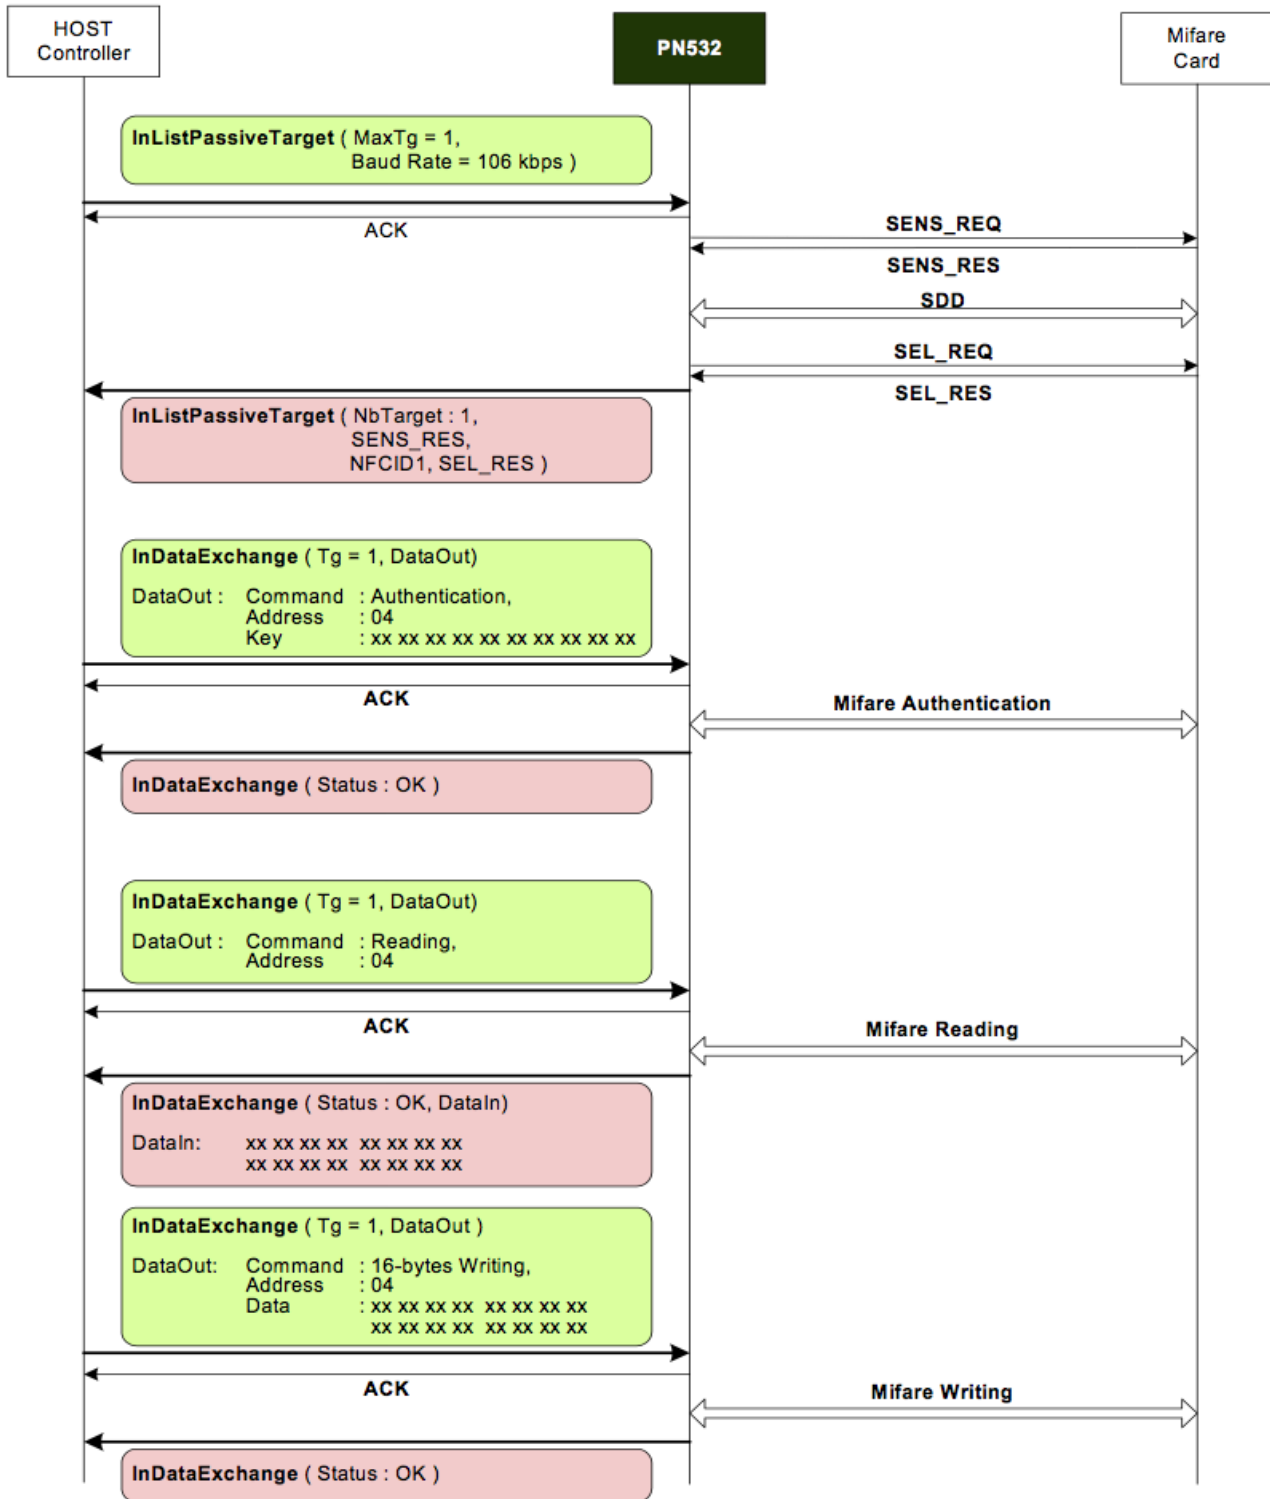 HOST
Controller
PN532
Mifare
Card
InListPassiveTarget ( MaxTg = 1,
Baud Rate = 106 kbps )
ACK
SENS_REQ
SENS_RES
SDD
SEL_REQ
SEL_RES
InListPassiveTarget ( NbTarget : 1,
SENS_RES,
NFCID1, SEL_RES )
InDataExchange ( Tg = 1, DataOut)
DataOut : Command : Authentication,
Address : 04
Key : xx xx xx xx xx xx xx xx xx xx
ACK
Mifare Authentication
InDataExchange ( Status : OK )
InDataExchange ( Tg = 1, DataOut)
DataOut : Command : Reading,
Address : 04
ACK
Mifare Reading
InDataExchange ( Status : OK, DataIn)
DataIn: xx xx xx xx xx xx xx xx
xx xx xx xx xx xx xx xx
InDataExchange ( Tg = 1, DataOut )
DataOut: Command : 16-bytes Writing,
Address : 04
Data : xx xx xx xx xx xx xx xx
xx xx xx xx xx xx xx xx
ACK
Mifare Writing
InDataExchange ( Status : OK )